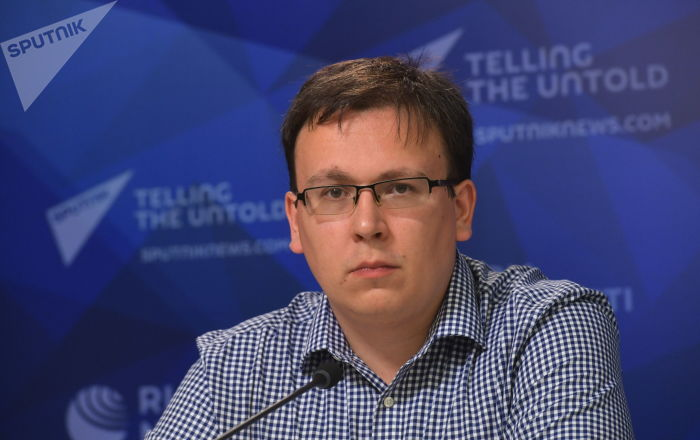 SPUTNIK
TELLING
THE UNTOLD
SPUTNIKNEWS.COM
SPUTNIK
TELLING
THE UNTOLD
SPUTNIKNEWS.COM